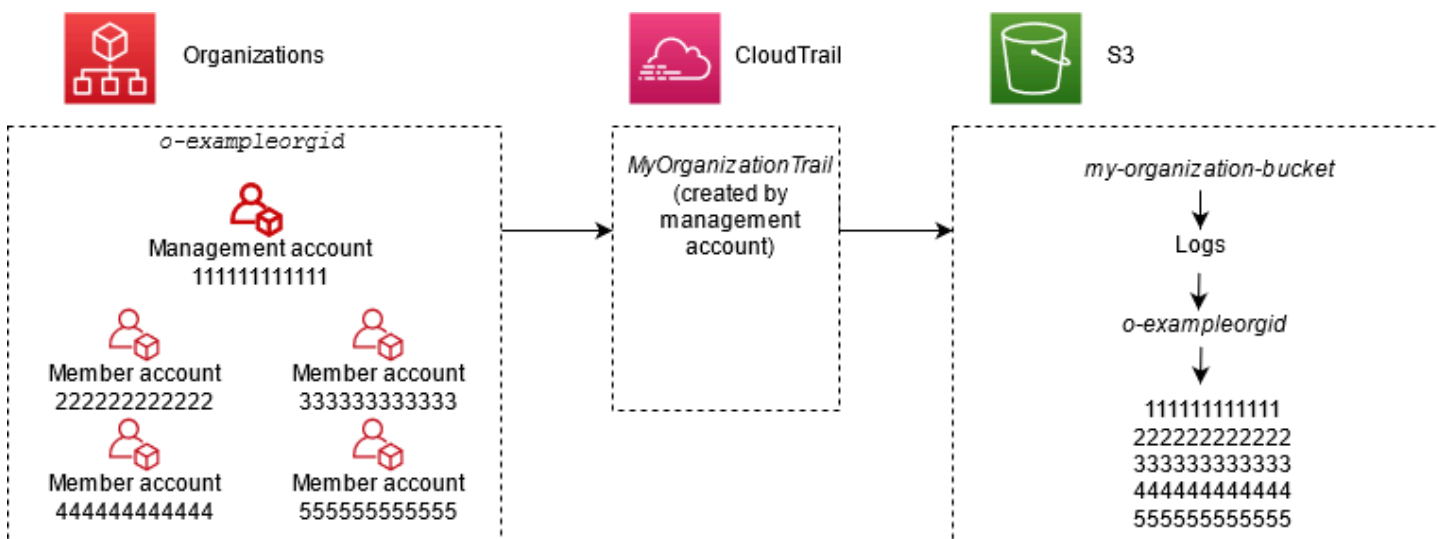 Organizations
CloudTrail
S3
o-exampleorgid
Management account
111111111111
Member account
222222222222
Member account
333333333333
Member account
444444444444
Member account
555555555555
MyOrganizationTrail
(created by
management
account)
my-organization-bucket
Logs
o-exampleorgid
111111111111
222222222222
333333333333
444444444444
555555555555